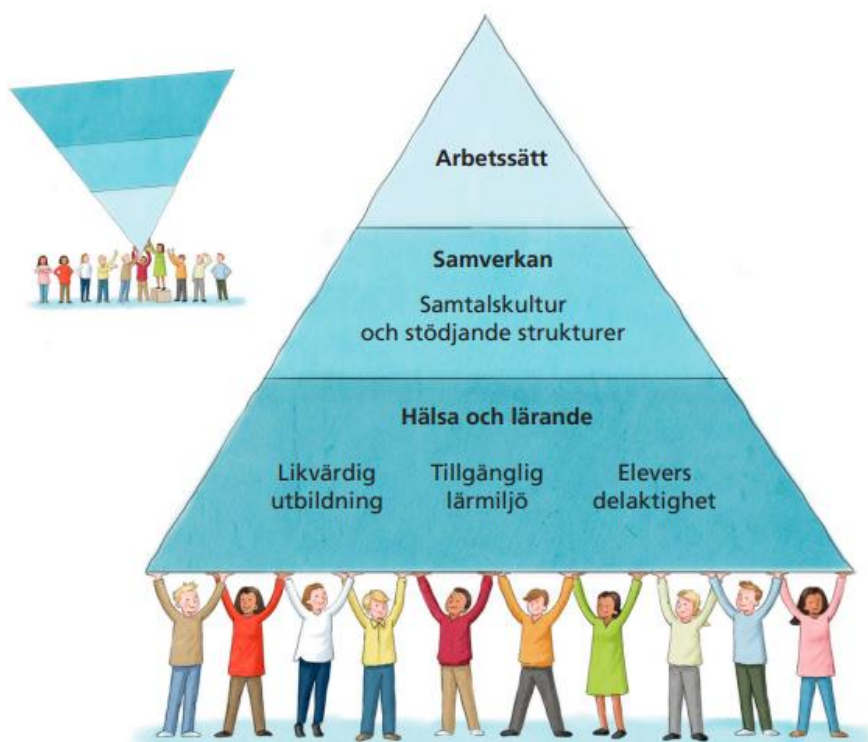 Arbetssätt
Samverkan
Samtalskultur
och stödjande strukturer
Hälsa och lärande
Likvärdig
utbildning
Tillgänglig
lärmiljö
Elevers
delaktighet